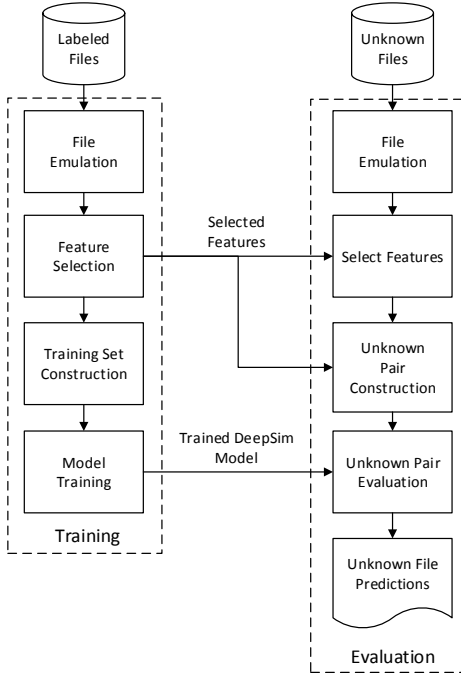 Labeled
Files
File
Emulation
Feature
Selection
Training Set
Construction
Model
Training
Training
Selected
Features
Trained DeepSim
Model
Unknown
Files
File
Emulation
Select Features
Unknown
Pair
Construction
Unknown Pair
Evaluation
Unknown File
Predictions
Evaluation